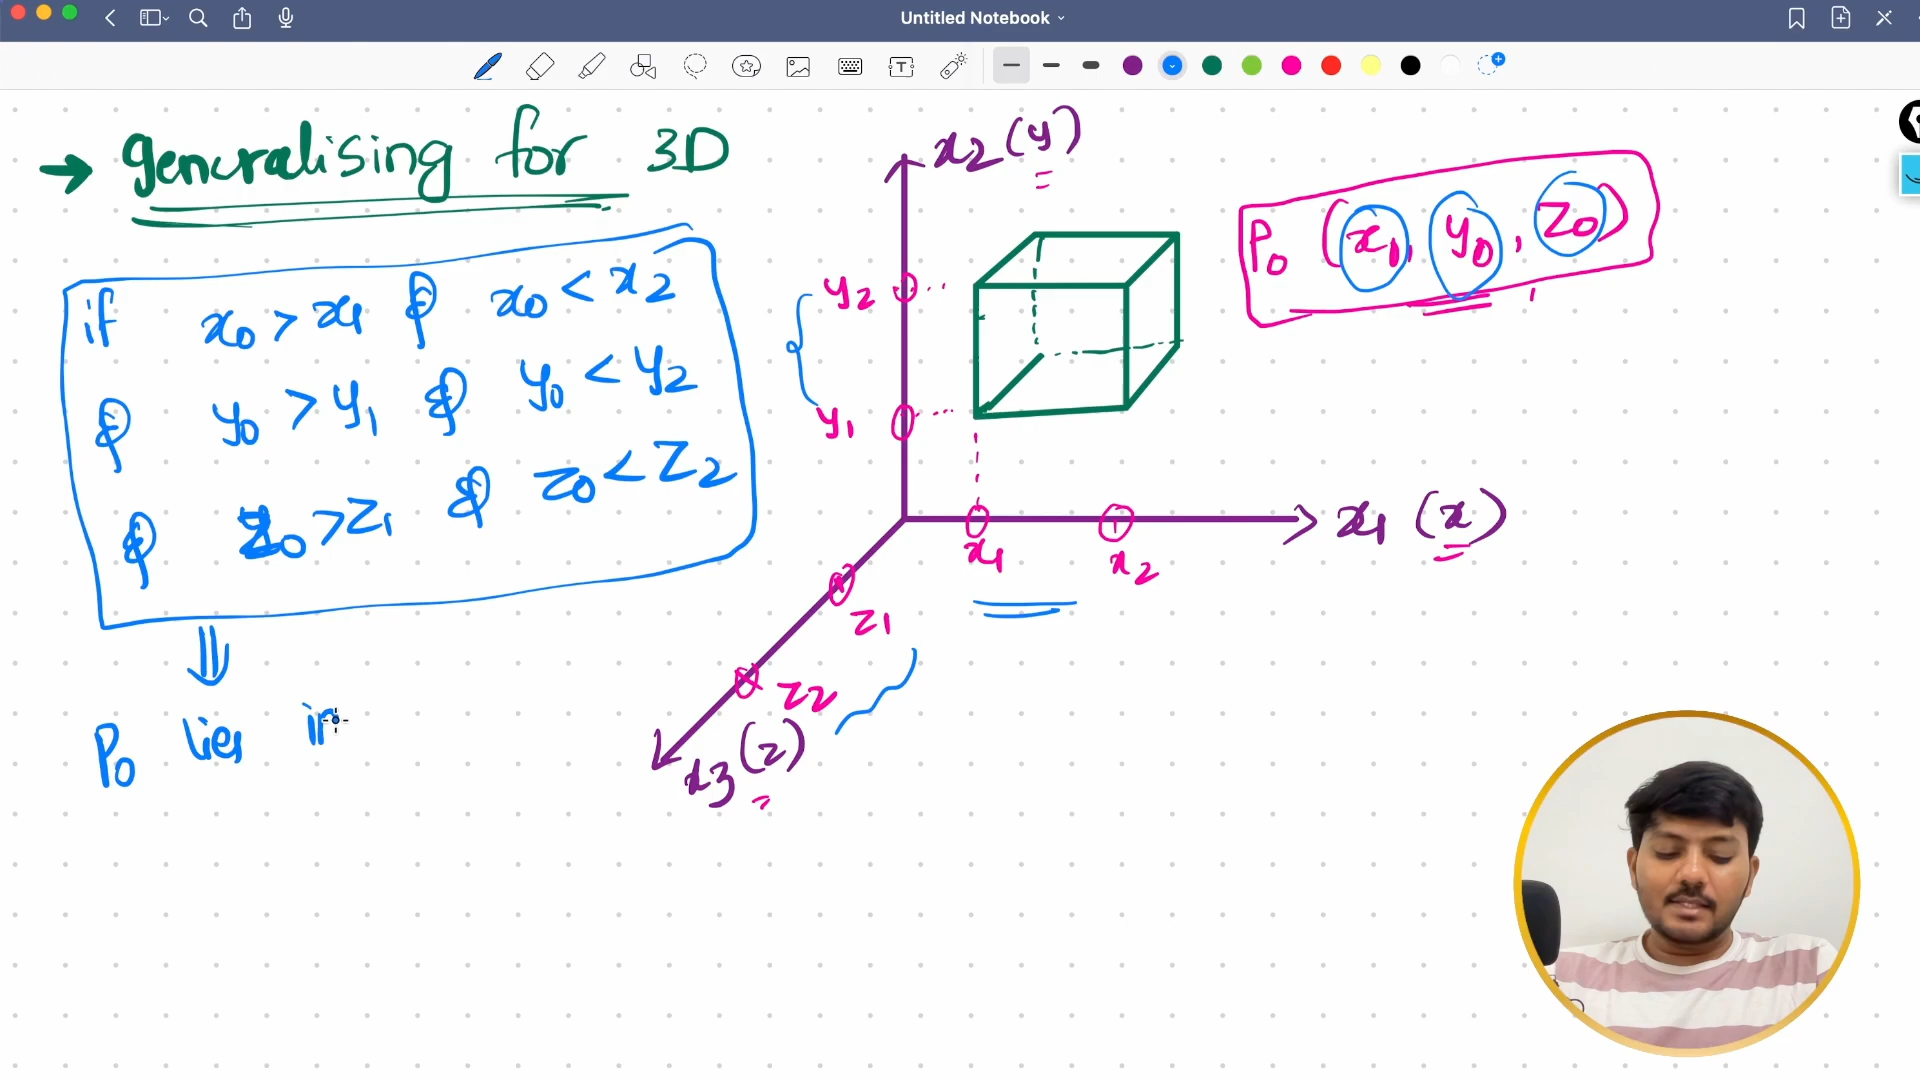 Untitled Notebook
→ Generalising for 3D
if x0 > x1 & x0 < x2
& y0 > y1 & y0 < y2
& z0 > z1 & z0 < z2
⇓
P0 lies in
x2 (y)
y2
y1
x1 (x)
x1
x2
z1
z2
x3 (z)
P0 (x0, y0, z0)